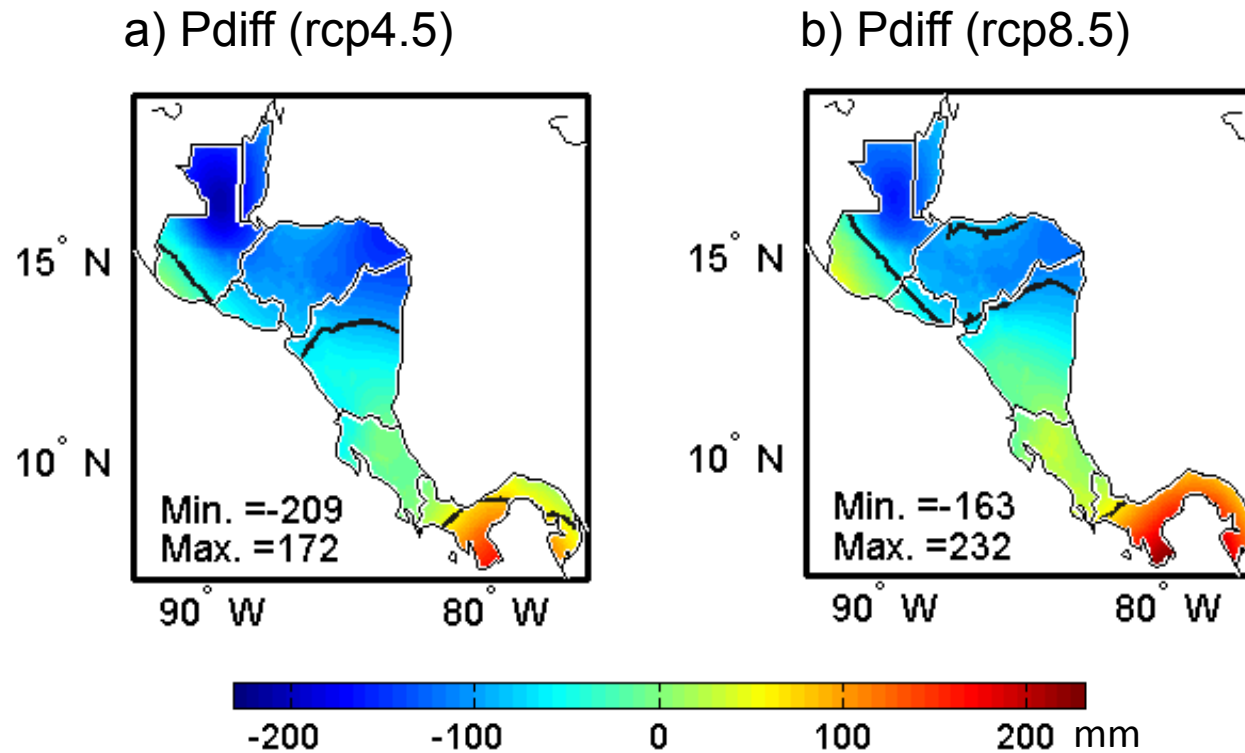 a) Pdiff (rcp4.5)
b) Pdiff (rcp8.5)
15° N
10° N
Min. =-209
Max. =172
90° W
80° W
15° N
10° N
Min. =-163
Max. =232
90° W
80° W
-200
-100
0
100
200 mm